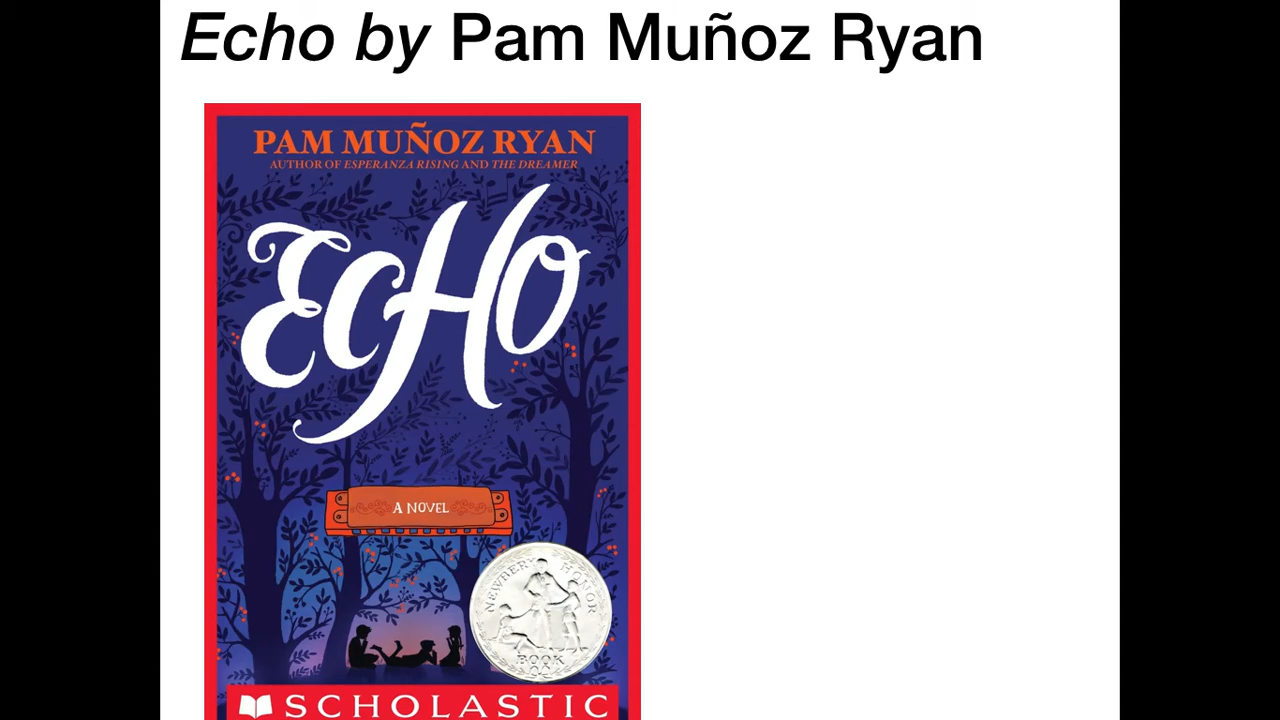 Echo by Pam Muñoz Ryan
PAM MUÑOZ RYAN
AUTHOR OF ESPERANZA RISING AND THE DREAMER
ECHO
A NOVEL
NEWBERY HONOR
BOOK
SCHOLASTIC